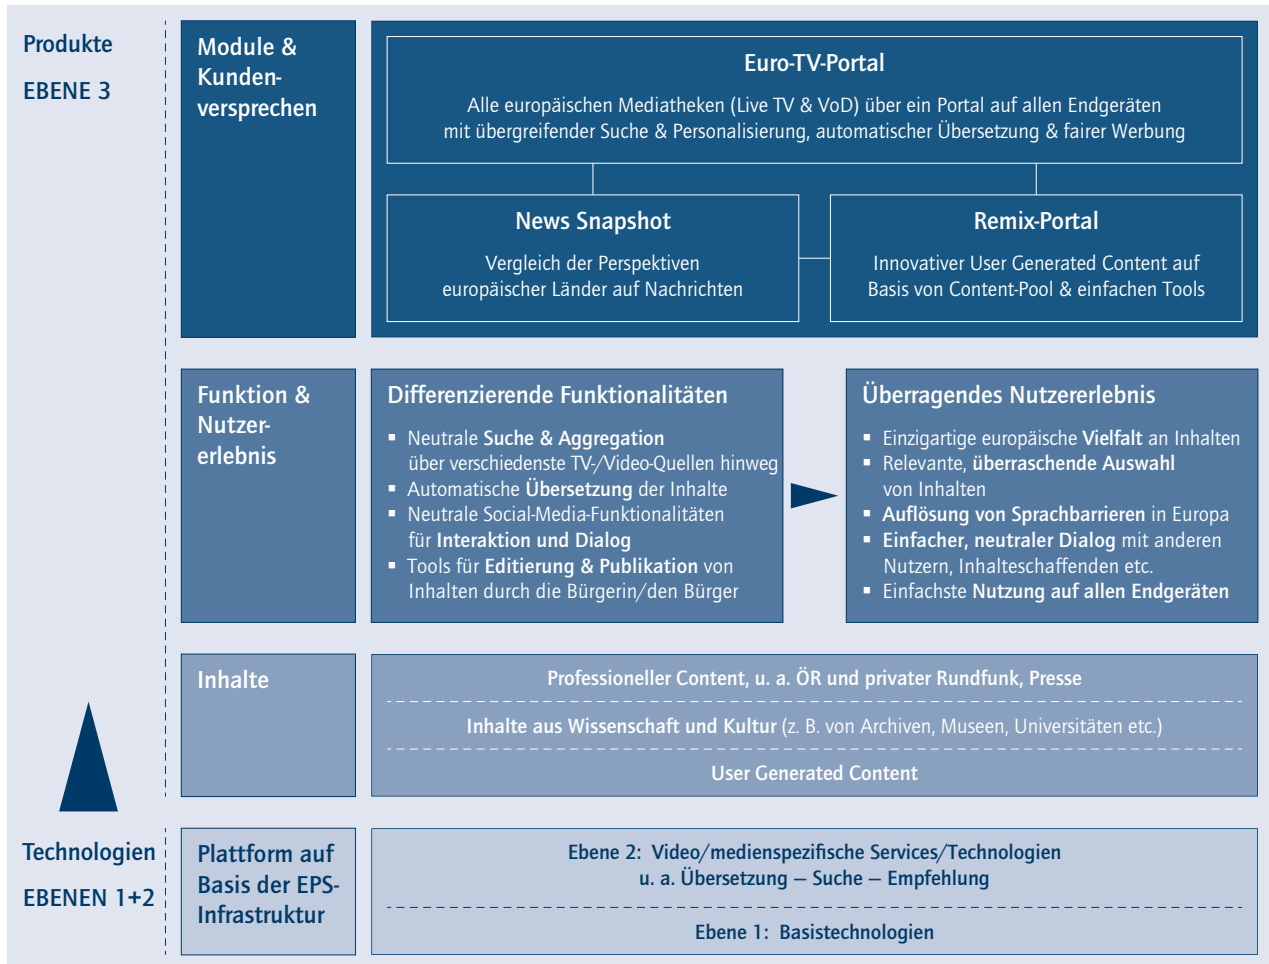 Produkte
EBENE 3
Module &
Kunden-
versprechen
Euro-TV-Portal
Alle europäischen Mediatheken (Live TV & VoD) über ein Portal auf allen Endgeräten
mit übergreifender Suche & Personalisierung, automatischer Übersetzung & fairer Werbung
News Snapshot
Vergleich der Perspektiven
europäischer Länder auf Nachrichten
Remix-Portal
Innovativer User Generated Content auf
Basis von Content-Pool & einfachen Tools
Funktion &
Nutzer-
erlebnis
Differenzierende Funktionalitäten
▪ Neutrale Suche & Aggregation
über verschiedenste TV-/Video-Quellen hinweg
▪ Automatische Übersetzung der Inhalte
▪ Neutrale Social-Media-Funktionalitäten
für Interaktion und Dialog
▪ Tools für Editierung & Publikation von
Inhalten durch die Bürgerin/den Bürger
Überragendes Nutzererlebnis
▪ Einzigartige europäische Vielfalt an Inhalten
▪ Relevante, überraschende Auswahl
von Inhalten
▪ Auflösung von Sprachbarrieren in Europa
▪ Einfacher, neutraler Dialog mit anderen
Nutzern, Inhalteschaffenden etc.
▪ Einfachste Nutzung auf allen Endgeräten
Inhalte
Professioneller Content, u. a. ÖR und privater Rundfunk, Presse
Inhalte aus Wissenschaft und Kultur (z. B. von Archiven, Museen, Universitäten etc.)
User Generated Content
Technologien
EBENEN 1+2
Plattform auf
Basis der EPS-
Infrastruktur
Ebene 2: Video/medienspezifische Services/Technologien
u. a. Übersetzung – Suche – Empfehlung
Ebene 1: Basistechnologien